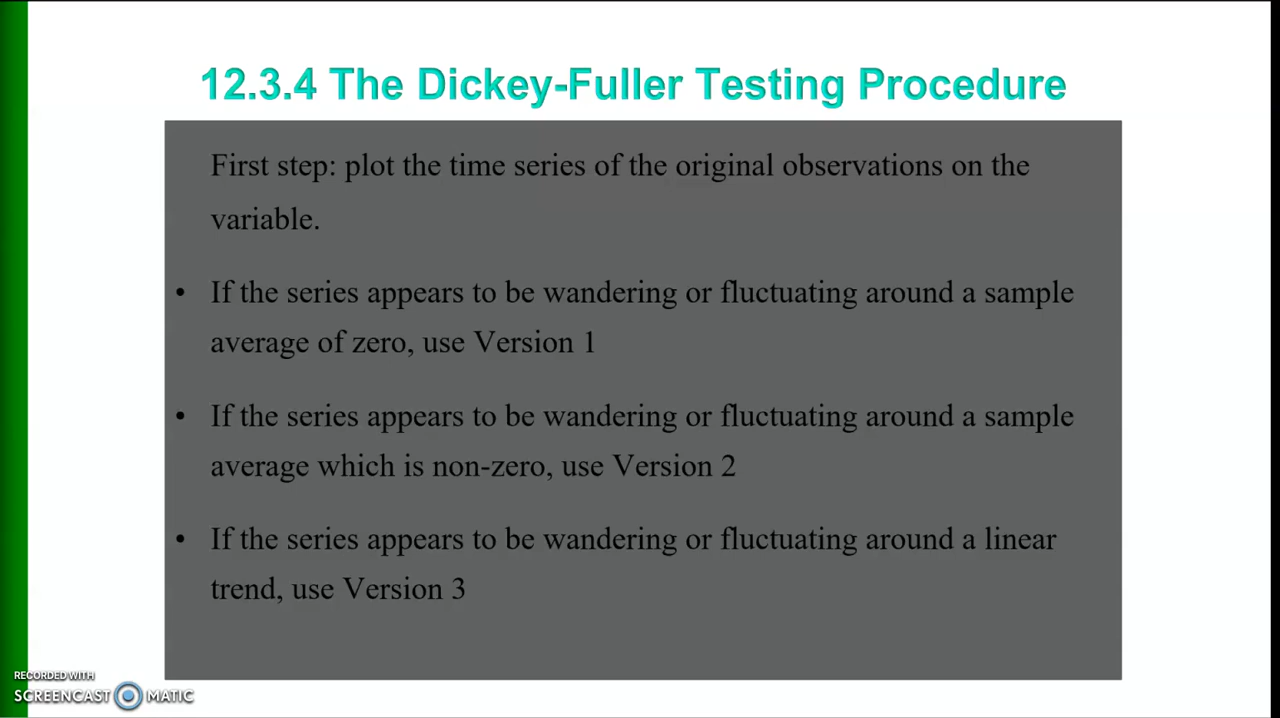 12.3.4 The Dickey-Fuller Testing Procedure
First step: plot the time series of the original observations on the
variable.
• If the series appears to be wandering or fluctuating around a sample
average of zero, use Version 1
• If the series appears to be wandering or fluctuating around a sample
average which is non-zero, use Version 2
• If the series appears to be wandering or fluctuating around a linear
trend, use Version 3
RECORDED WITH
SCREENCAST MATIC